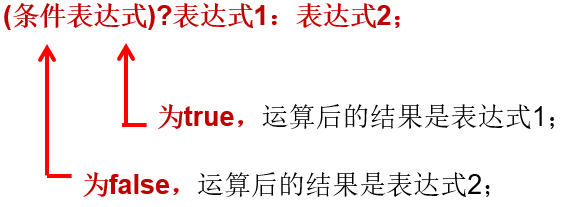 (条件表达式)?表达式1：表达式2；
为true，运算后的结果是表达式1；
为false，运算后的结果是表达式2；